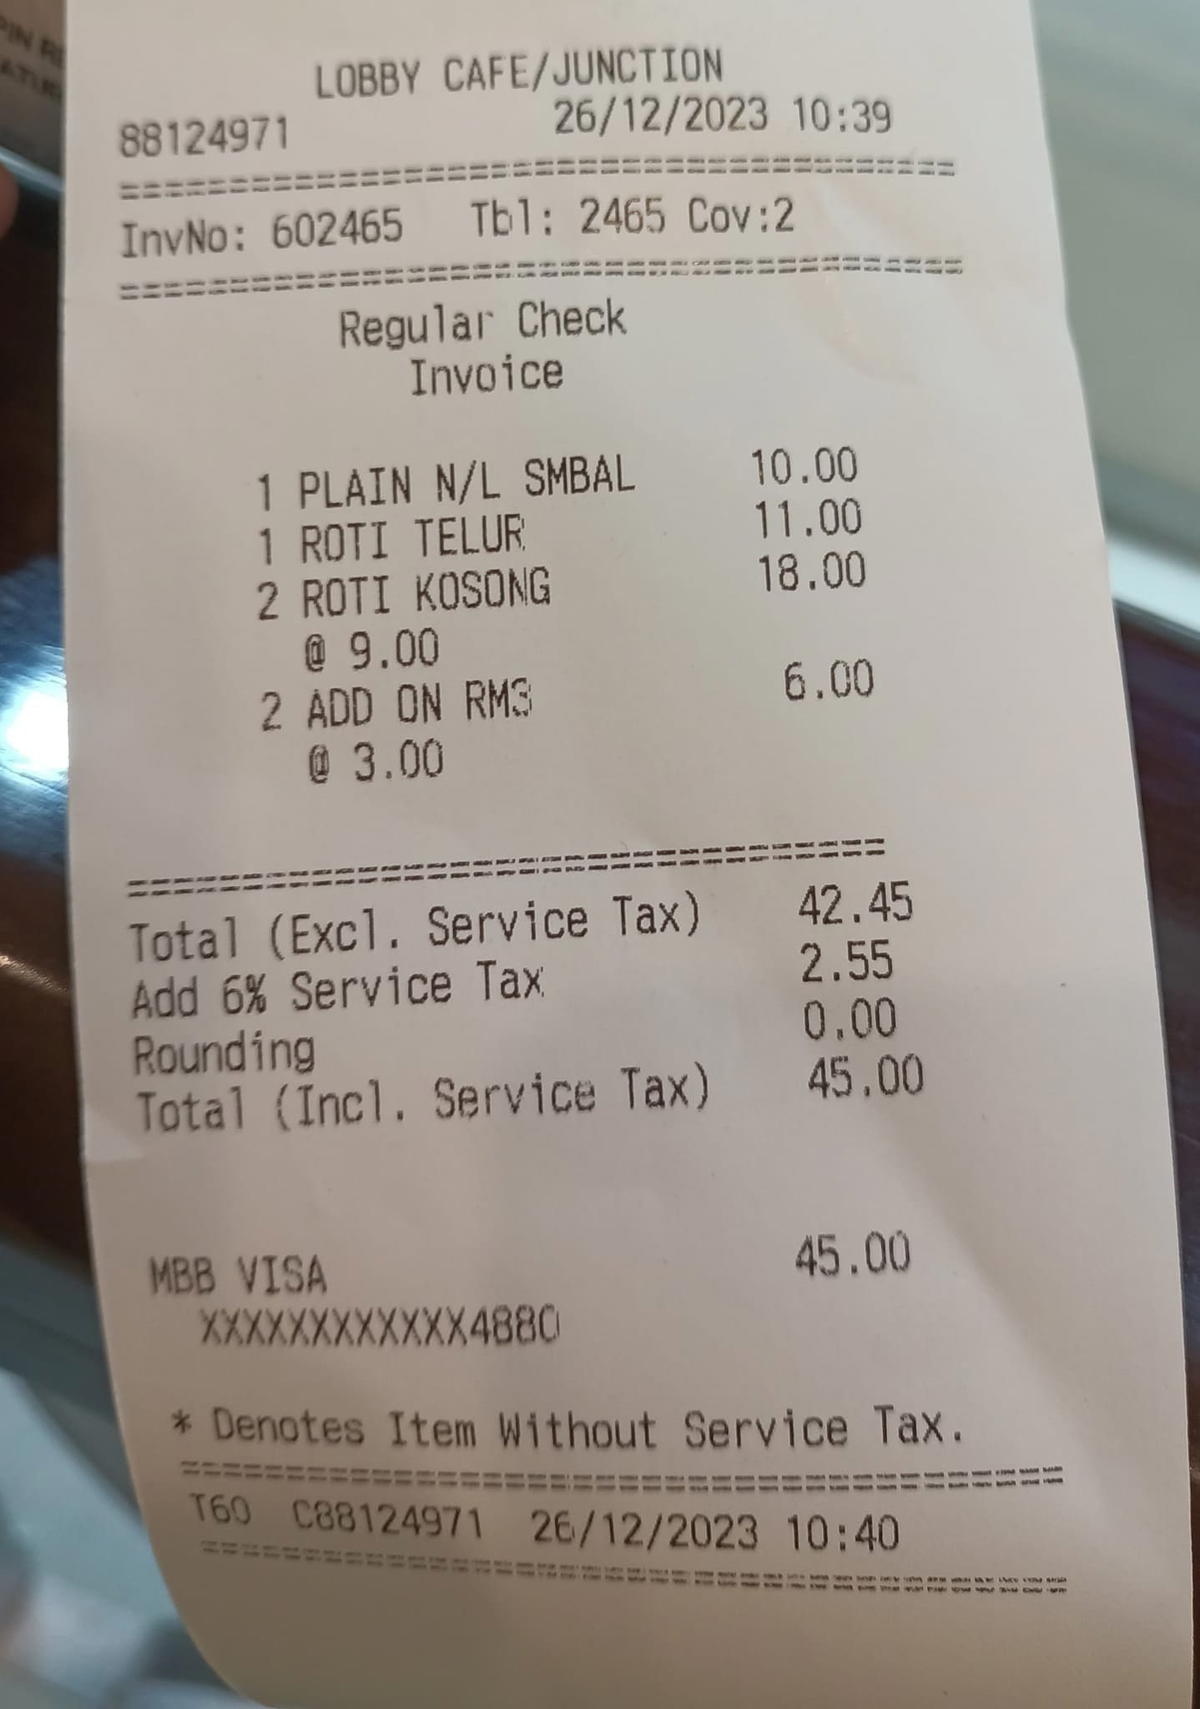 LOBBY CAFE/JUNCTION
88124971 26/12/2023 10:39
================================
InvNo: 602465 Tbl: 2465 Cov:2
================================
Regular Check
Invoice
1 PLAIN N/L SMBAL 10.00
1 ROTI TELUR 11.00
2 ROTI KOSONG 18.00
@ 9.00
2 ADD ON RM3 6.00
@ 3.00
================================
Total (Excl. Service Tax) 42.45
Add 6% Service Tax 2.55
Rounding 0.00
Total (Incl. Service Tax) 45.00
MBB VISA 45.00
XXXXXXXXXXXX4880
* Denotes Item Without Service Tax.
================================
T60 C88124971 26/12/2023 10:40
================================